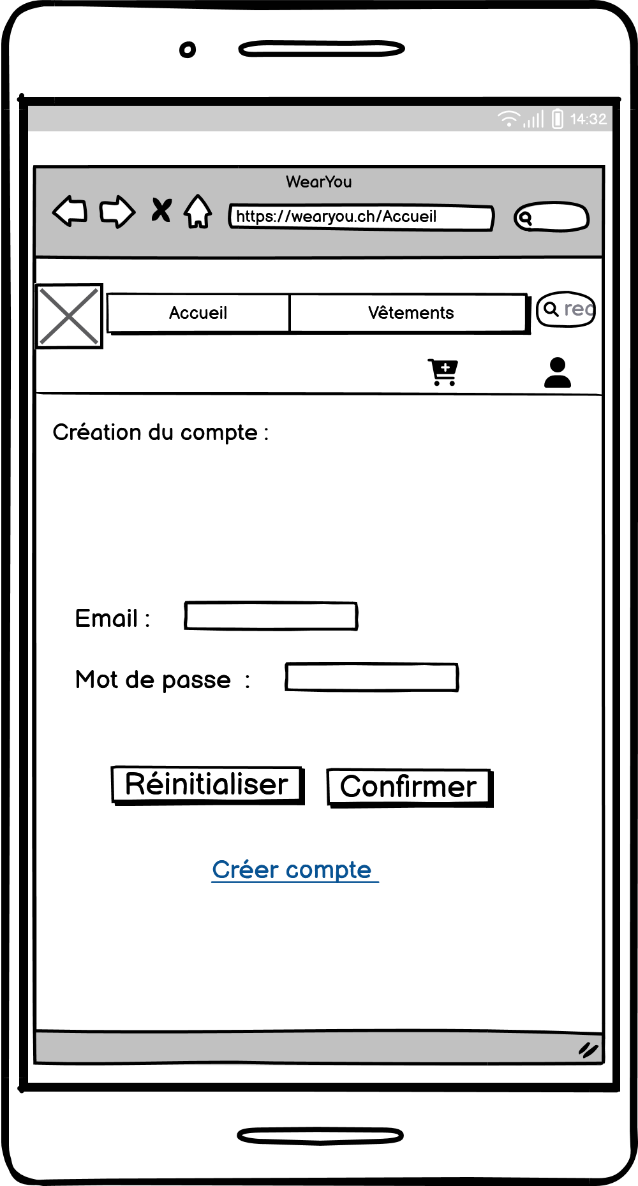 14:32
WearYou
https://wearyou.ch/Accueil
Accueil Vêtements rec
Création du compte :
Email :
Mot de passe :
Réinitialiser Confirmer
Créer compte